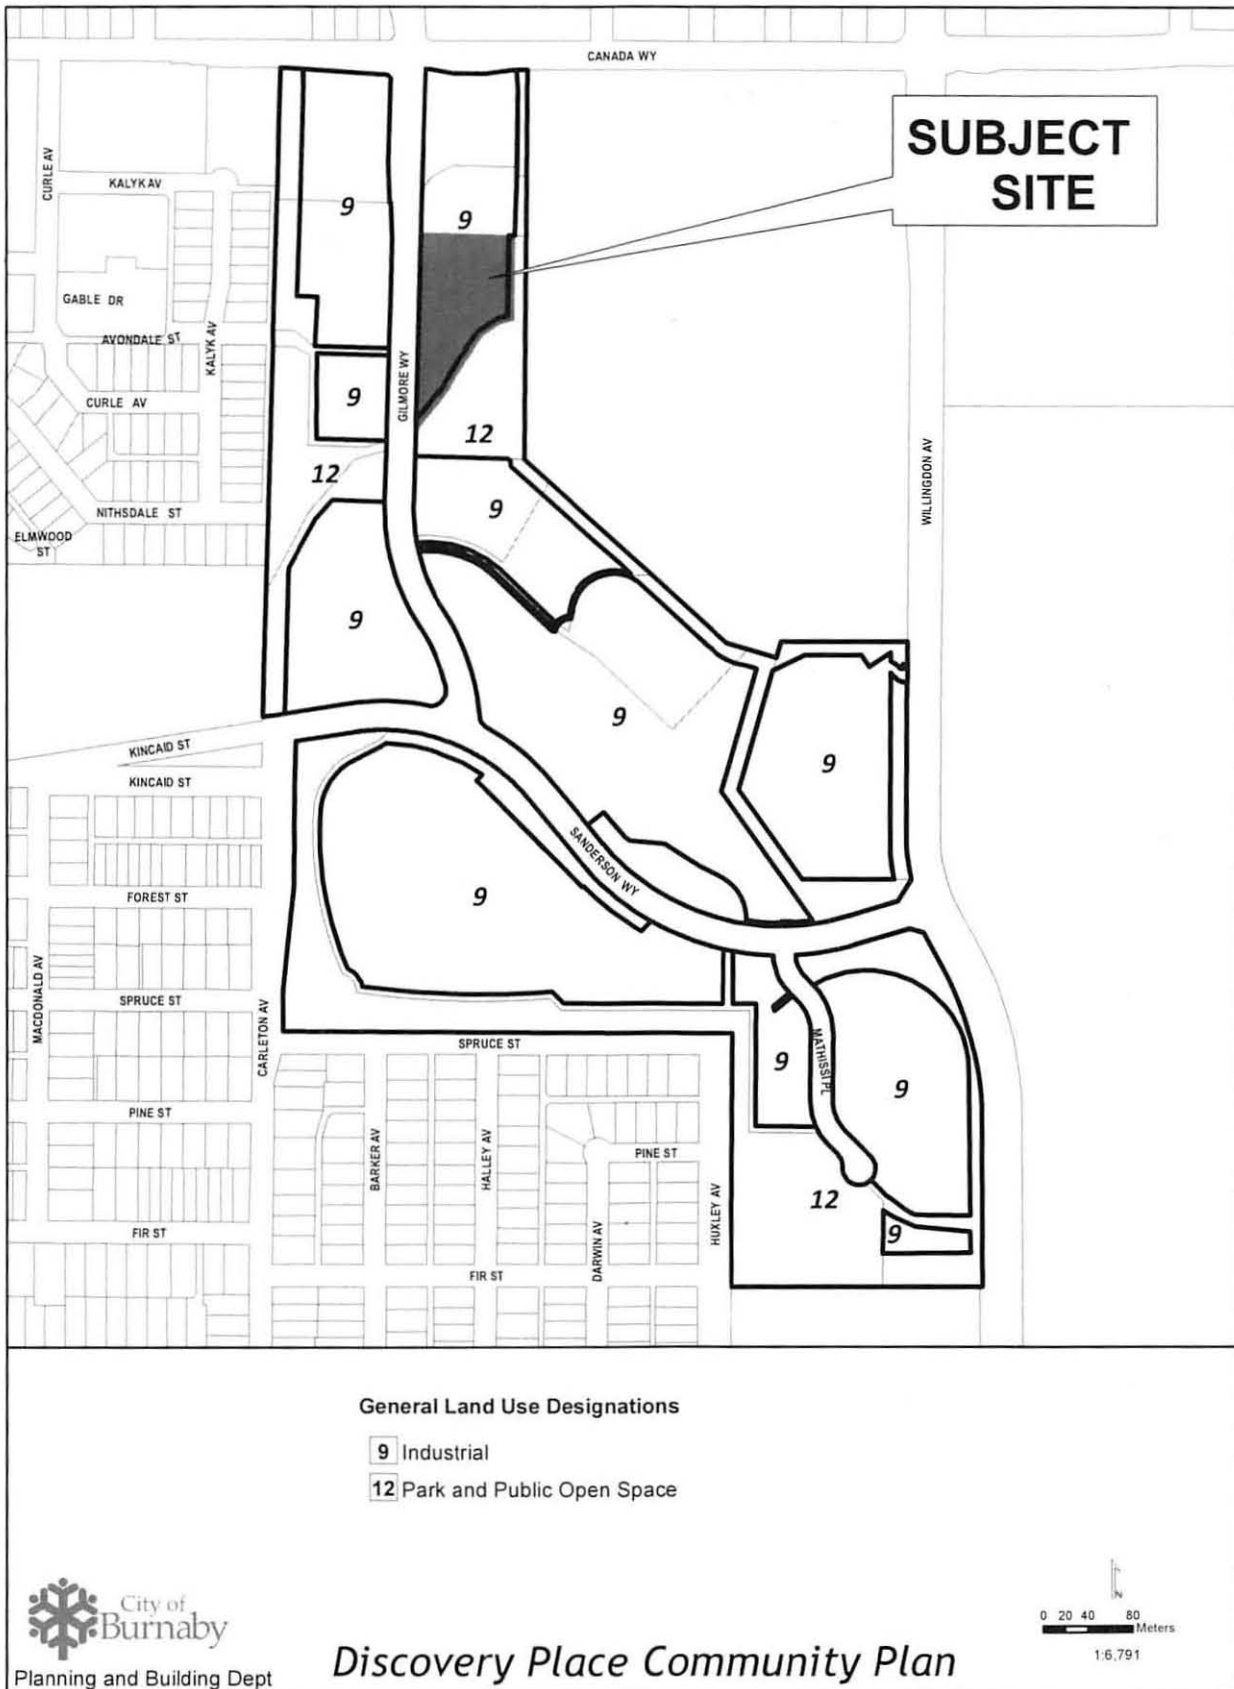 CANADA WY
SUBJECT
SITE
CURLE AV
KALYK AV
9
9
GABLE DR
AVONDALE ST
KALYK AV
GILMORE WY
CURLE AV
9
12
12
WILLINGDON AV
9
NITHSDALE ST
ELMWOOD
ST
9
9
KINCAID ST
9
KINCAID ST
SANDERSON WY
9
FOREST ST
MACDONALD AV
SPRUCE ST
CARLETON AV
SPRUCE ST
9
MATHISSI PL
9
PINE ST
BARKER AV
HALLEY AV
PINE ST
DARWIN AV
HUXLEY AV
12
FIR ST
9
FIR ST
General Land Use Designations
9 Industrial
12 Park and Public Open Space
City of
Burnaby
Planning and Building Dept
Discovery Place Community Plan
N
0 20 40 80
Meters
1:6,791